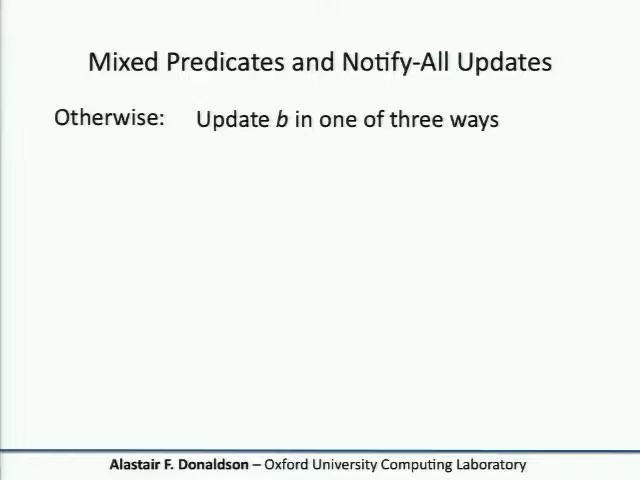 Mixed Predicates and Notify-All Updates
Otherwise: Update b in one of three ways
Alastair F. Donaldson – Oxford University Computing Laboratory